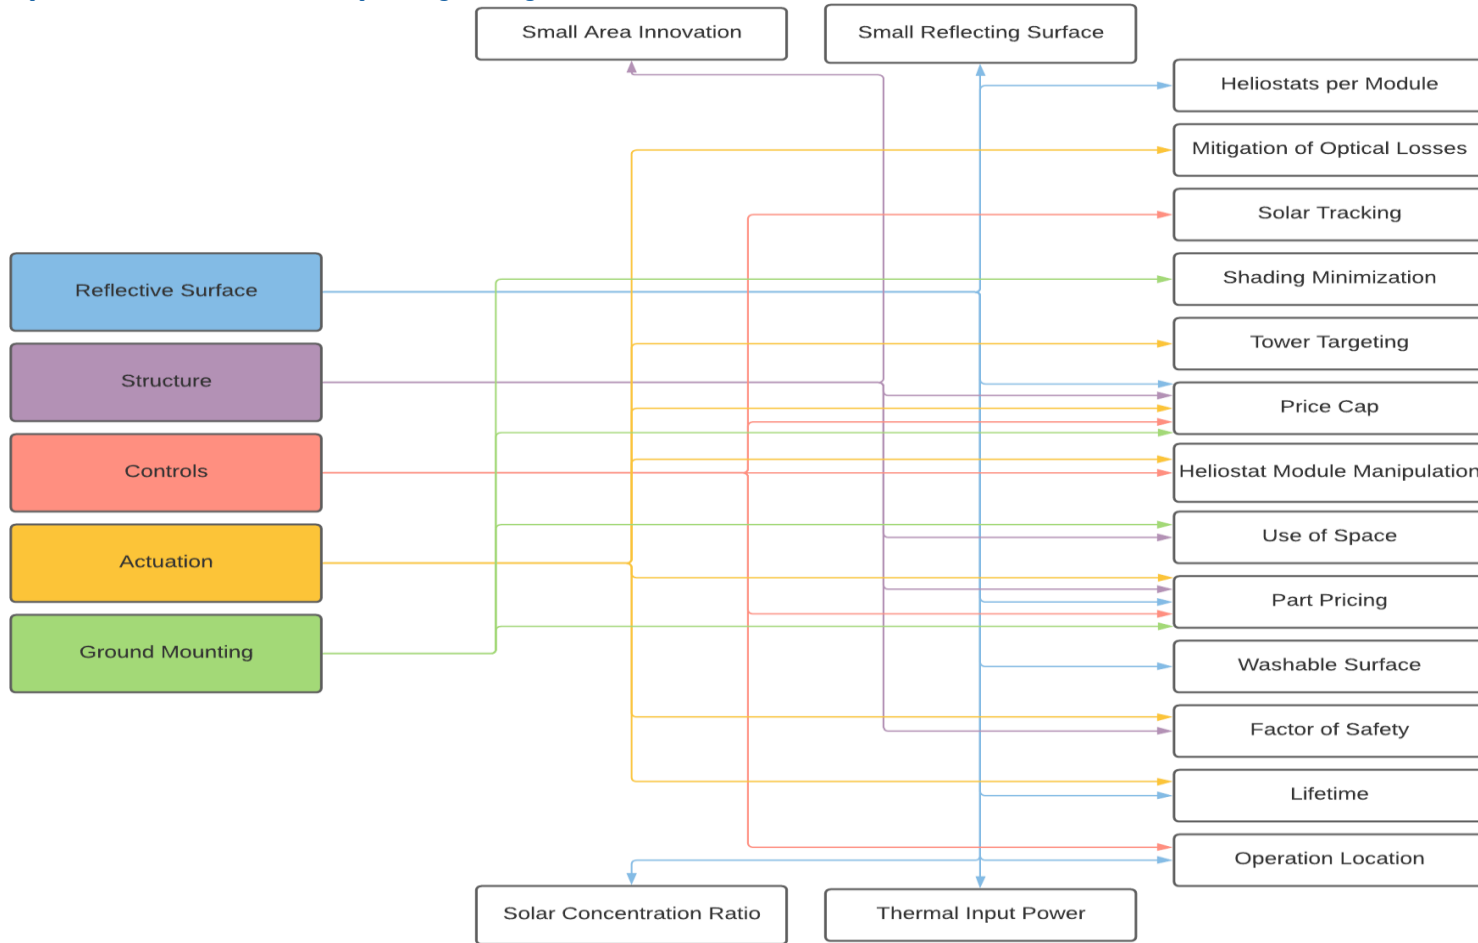 Small Area Innovation
Small Reflecting Surface
Heliostats per Module
Mitigation of Optical Losses
Solar Tracking
Shading Minimization
Tower Targeting
Price Cap
Heliostat Module Manipulation
Use of Space
Part Pricing
Washable Surface
Factor of Safety
Lifetime
Operation Location
Reflective Surface
Structure
Controls
Actuation
Ground Mounting
Solar Concentration Ratio
Thermal Input Power